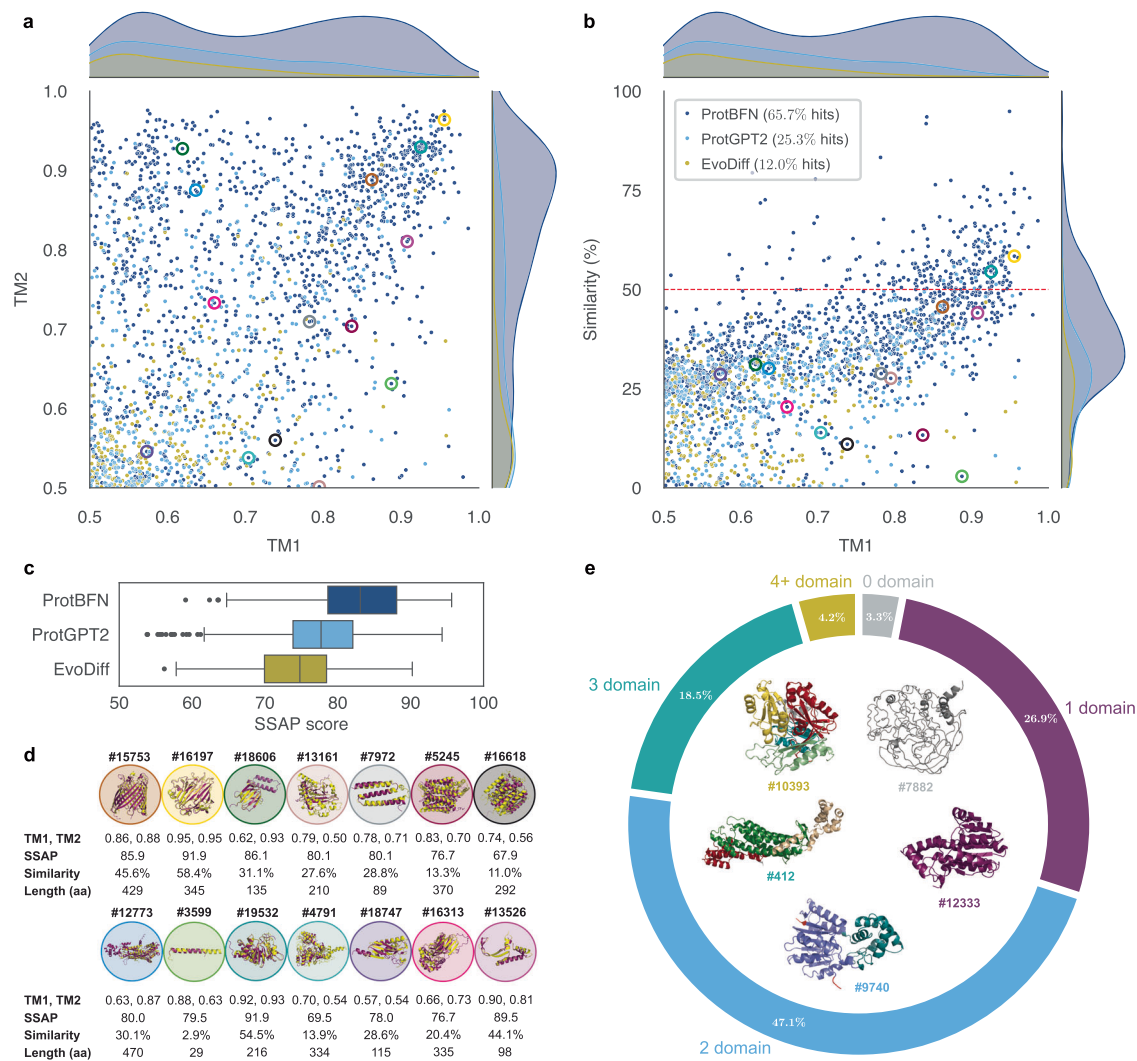 a
1.0
0.9
0.8
0.7
0.6
0.5
TM2
0.5 0.6 0.7 0.8 0.9 1.0
TM1
b
100
75
50
25
0
Similarity (%)
ProtBFN (65.7% hits)
ProtGPT2 (25.3% hits)
EvoDiff (12.0% hits)
0.5 0.6 0.7 0.8 0.9 1.0
TM1
c
ProtBFN
ProtGPT2
EvoDiff
50 60 70 80 90 100
SSAP score
d
#15753 #16197 #18606 #13161 #7972 #5245 #16618
TM1, TM2 0.86, 0.88 0.95, 0.95 0.62, 0.93 0.79, 0.50 0.78, 0.71 0.83, 0.70 0.74, 0.56
SSAP 85.9 91.9 86.1 80.1 80.1 76.7 67.9
Similarity 45.6% 58.4% 31.1% 27.6% 28.8% 13.3% 11.0%
Length (aa) 429 345 135 210 89 370 292
#12773 #3599 #19532 #4791 #18747 #16313 #13526
TM1, TM2 0.63, 0.87 0.88, 0.63 0.92, 0.93 0.70, 0.54 0.57, 0.54 0.66, 0.73 0.90, 0.81
SSAP 80.0 79.5 91.9 69.5 78.0 76.7 89.5
Similarity 30.1% 2.9% 54.5% 13.9% 28.6% 20.4% 44.1%
Length (aa) 470 29 216 334 115 335 98
e
4+ domain 0 domain
4.2% 3.3%
3 domain
18.5%
1 domain
26.9%
#10393
#7882
#412
#12333
#9740
47.1%
2 domain